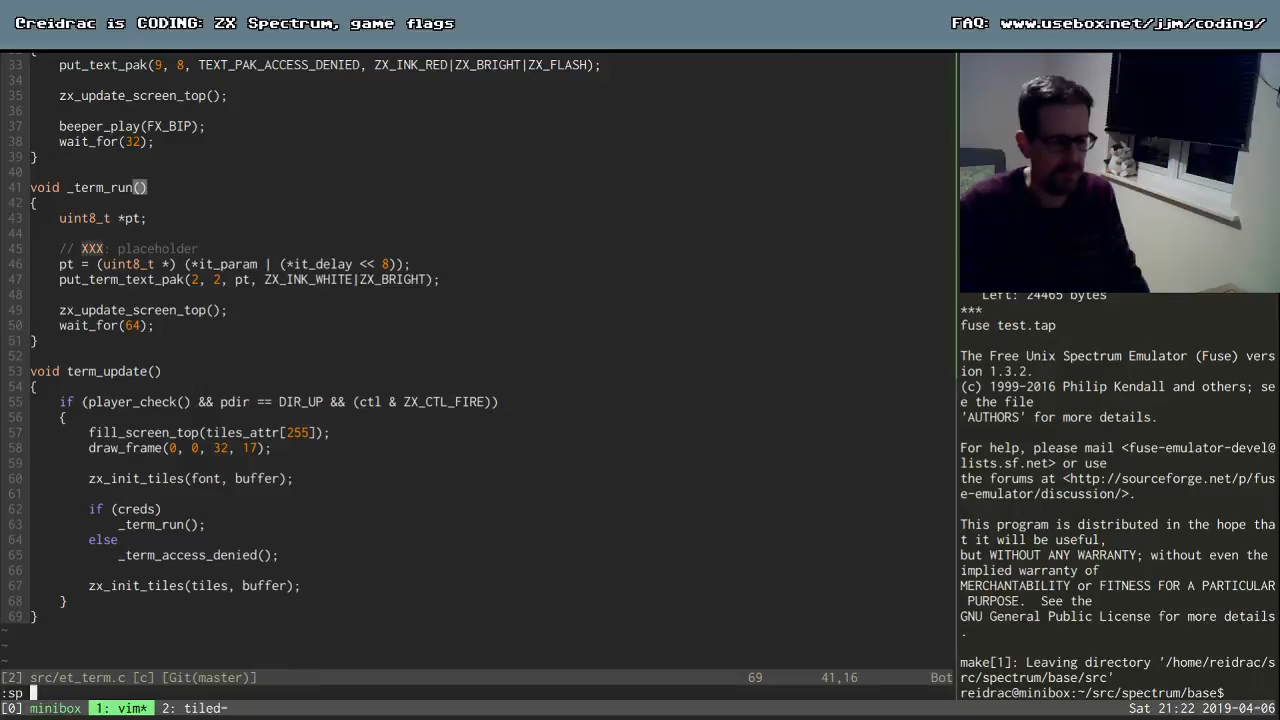 Creidrac is CODING: ZX Spectrum, game flags
FAQ: www.usebox.net/jjm/coding/
33 put_text_pak(9, 8, TEXT_PAK_ACCESS_DENIED, ZX_INK_RED|ZX_BRIGHT|ZX_FLASH);
34
35 zx_update_screen_top();
36
37 beeper_play(FX_BIP);
38 wait_for(32);
39 }
40
41 void _term_run()
42 {
43 uint8_t *pt;
44
45 // XXX: placeholder
46 pt = (uint8_t *) (*it_param | (*it_delay << 8));
47 put_term_text_pak(2, 2, pt, ZX_INK_WHITE|ZX_BRIGHT);
48
49 zx_update_screen_top();
50 wait_for(64);
51 }
52
53 void term_update()
54 {
55 if (player_check() && pdir == DIR_UP && (ctl & ZX_CTL_FIRE))
56 {
57 fill_screen_top(tiles_attr[255]);
58 draw_frame(0, 0, 32, 17);
59
60 zx_init_tiles(font, buffer);
61
62 if (creds)
63 _term_run();
64 else
65 _term_access_denied();
66
67 zx_init_tiles(tiles, buffer);
68 }
69 }
~
~
~
[2] src/et_term.c [c] [Git(master)] 69 41,16 Bot
:sp
Left: 24465 bytes
***
fuse test.tap
The Free Unix Spectrum Emulator (Fuse) vers
ion 1.3.2.
(c) 1999-2016 Philip Kendall and others; se
e the file
'AUTHORS' for more details.
For help, please mail <fuse-emulator-devel@
lists.sf.net> or use
the forums at <http://sourceforge.net/p/fus
e-emulator/discussion/>.
This program is distributed in the hope tha
t it will be useful,
but WITHOUT ANY WARRANTY; without even the
implied warranty of
MERCHANTABILITY or FITNESS FOR A PARTICULAR
PURPOSE. See the
GNU General Public License for more details
.
make[1]: Leaving directory '/home/reidrac/s
rc/spectrum/base/src'
reidrac@minibox:~/src/spectrum/base$
[0] minibox 1: vim* 2: tiled- Sat 21:22 2019-04-06